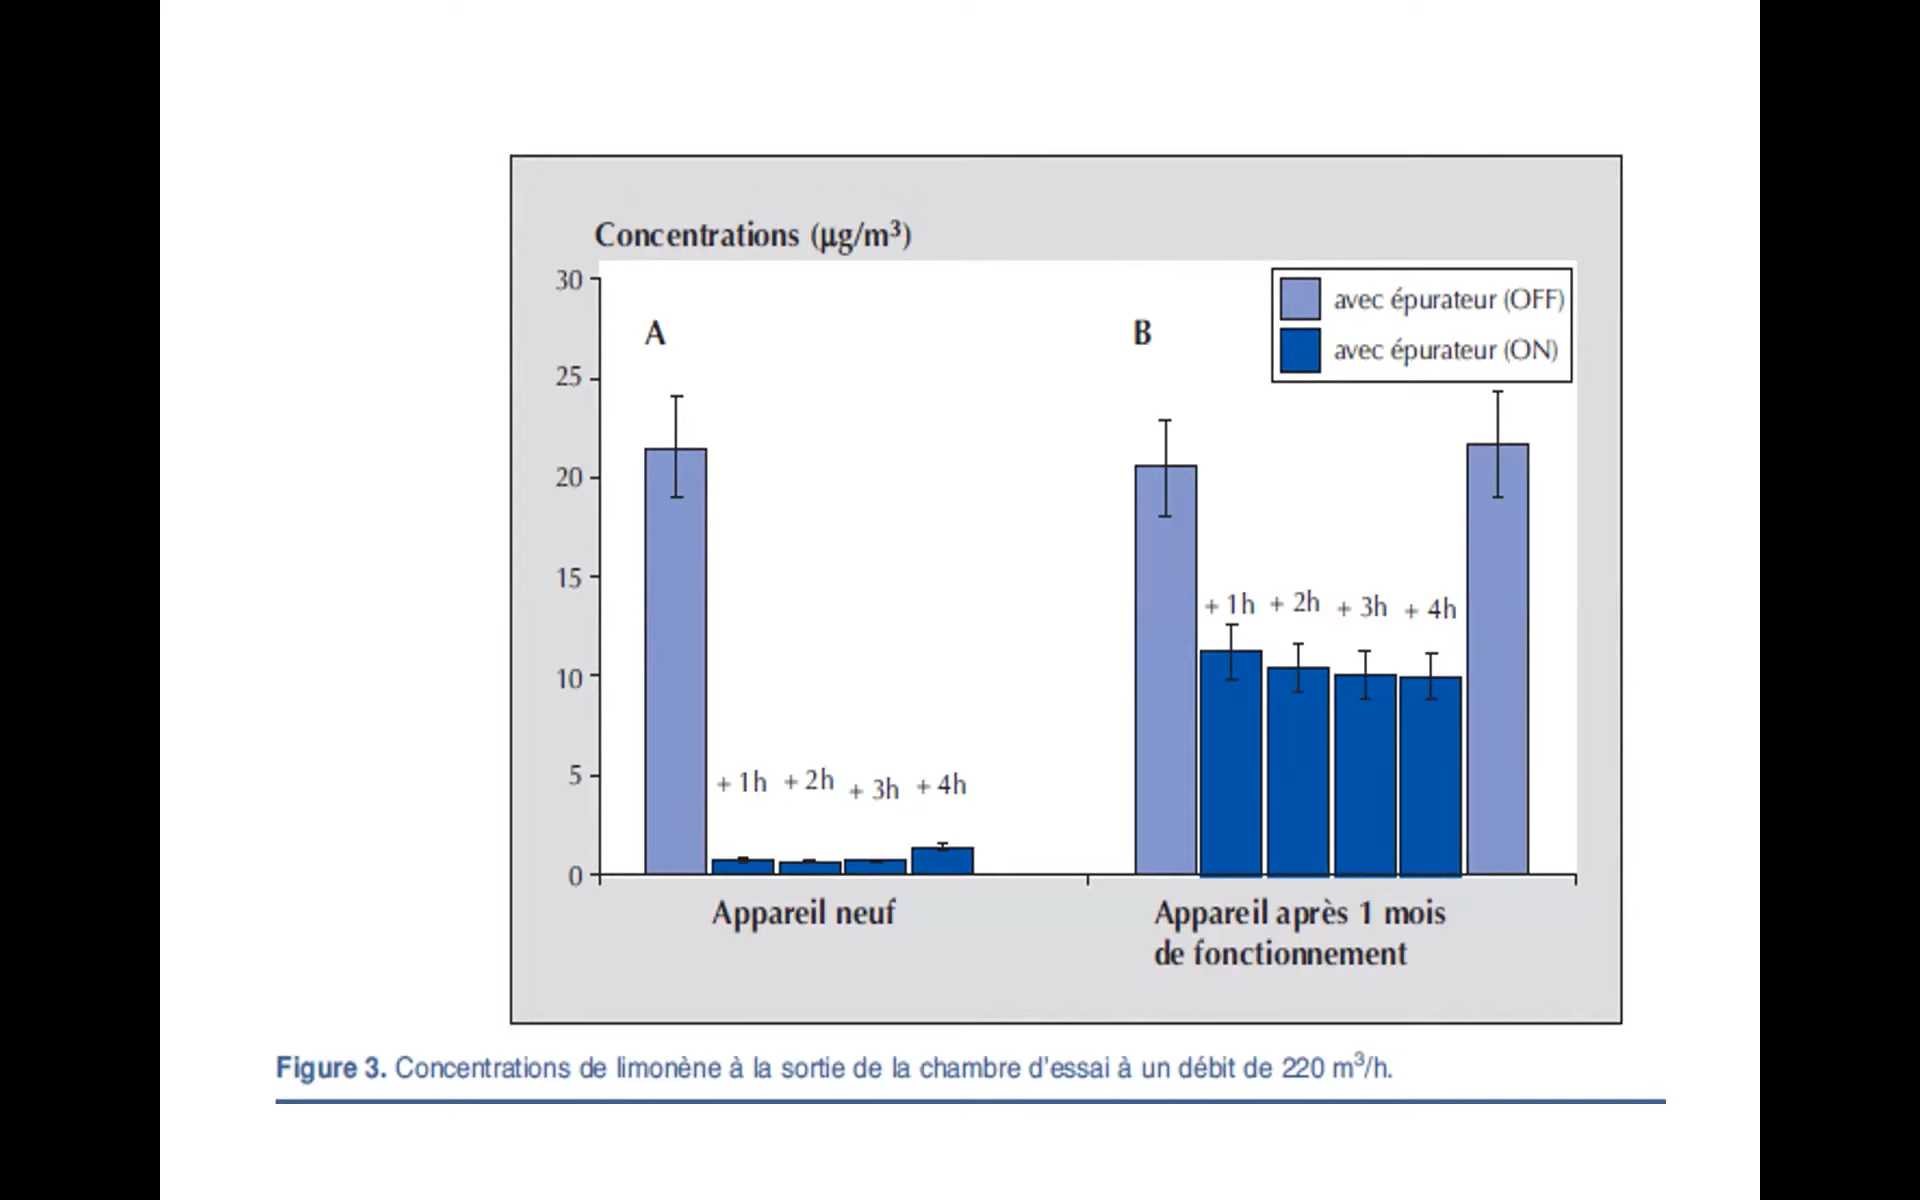 Concentrations (µg/m³)
30
25
20
15
10
5
0
A
B
avec épurateur (OFF)
avec épurateur (ON)
+ 1h + 2h + 3h + 4h
+ 1h + 2h + 3h + 4h
Appareil neuf
Appareil après 1 mois
de fonctionnement
Figure 3. Concentrations de limonène à la sortie de la chambre d'essai à un débit de 220 m³/h.